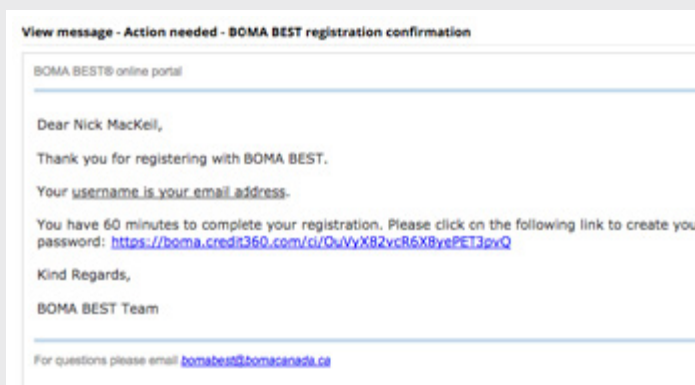 View message - Action needed - BOMA BEST registration confirmation
BOMA BEST® online portal
Dear Nick MacKeil,
Thank you for registering with BOMA BEST.
Your username is your email address.
You have 60 minutes to complete your registration. Please click on the following link to create you
password: https://boma.credit360.com/ci/OuVyX82vcR6X8yePET3pvQ
Kind Regards,
BOMA BEST Team
For questions please email bomabest@bomacanada.ca